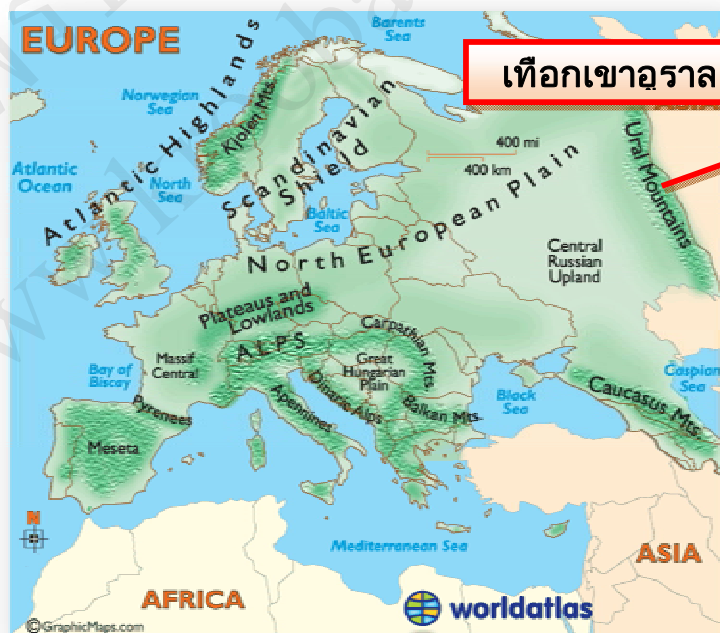 EUROPE
Barents
Sea
เทือกเขาอูราล
Norwegian
Sea
Atlantic Highlands
Kjolen Mts.
Scandinavian
Shield
400 mi
400 km
Ural Mountains
Atlantic
Ocean
North
Sea
Baltic
Sea
North European Plain
Central
Russian
Upland
Plateaus and
Lowlands
Carpathian Mts.
ALPS
Massif
Central
Great
Hungarian
Plain
Bay of
Biscay
Caspian
Sea
Black
Sea
Caucasus Mts.
Pyrenees
Apennines
Dinaric Alps
Balkan Mts.
Meseta
N
Mediterranean Sea
ASIA
AFRICA
worldatlas
©GraphicMaps.com